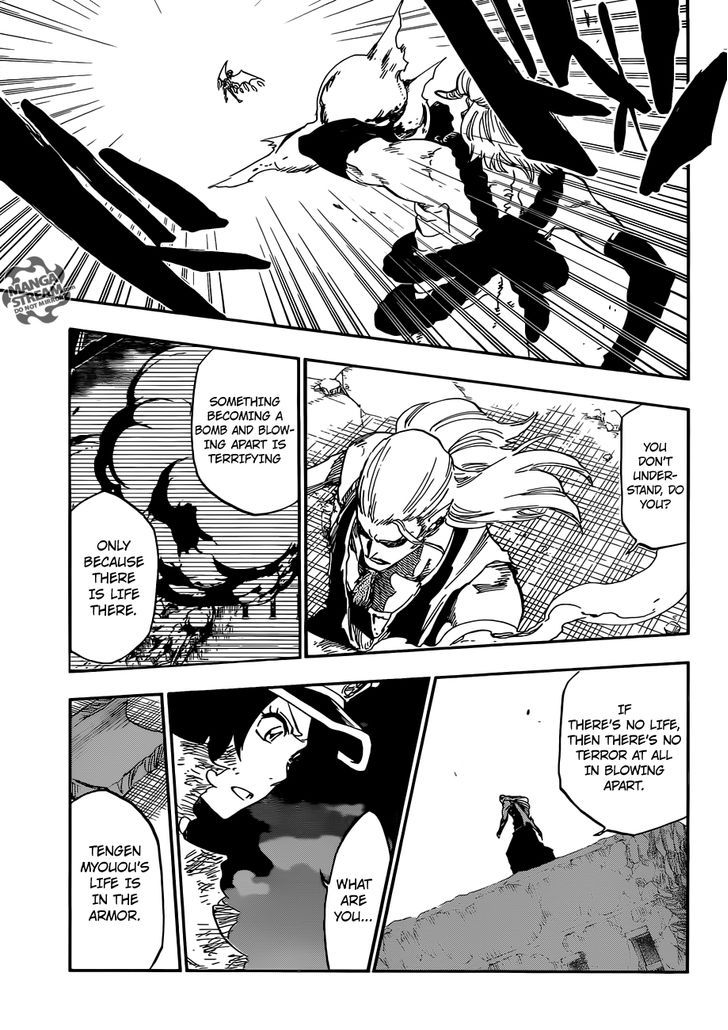 MANGA
STREAM.com
DO NOT MIRROR
YOU
DON'T
UNDER-
STAND, DO
YOU?
SOMETHING
BECOMING A
BOMB AND BLOW-
ING APART IS
TERRIFYING
ONLY
BECAUSE
THERE
IS LIFE
THERE.
IF
THERE'S NO LIFE,
THEN THERE'S NO
TERROR AT ALL
IN BLOWING
APART.
WHAT
ARE
YOU...
TENGEN
MYOUOU'S
LIFE IS
IN THE
ARMOR.